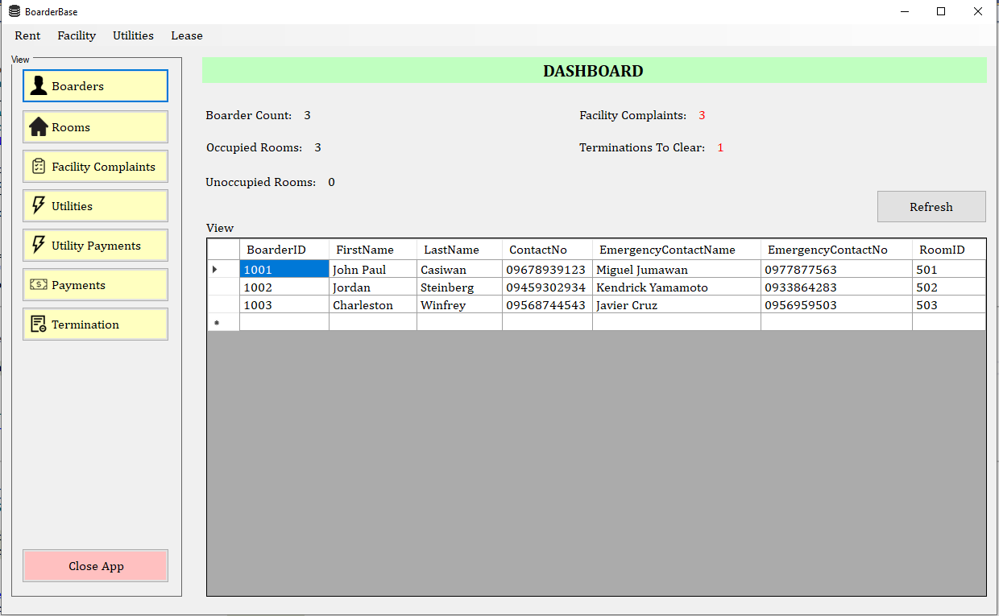 BoarderBase
Rent Facility Utilities Lease
View
Boarders
Rooms
Facility Complaints
Utilities
Utility Payments
Payments
Termination
Close App
DASHBOARD
Boarder Count: 3
Facility Complaints: 3
Occupied Rooms: 3
Terminations To Clear: 1
Unoccupied Rooms: 0
Refresh
View
BoarderID FirstName LastName ContactNo EmergencyContactName EmergencyContactNo RoomID
1001 John Paul Casiwan 09678939123 Miguel Jumawan 0977877563 501
1002 Jordan Steinberg 09459302934 Kendrick Yamamoto 0933864283 502
1003 Charleston Winfrey 09568744543 Javier Cruz 0956959503 503
*